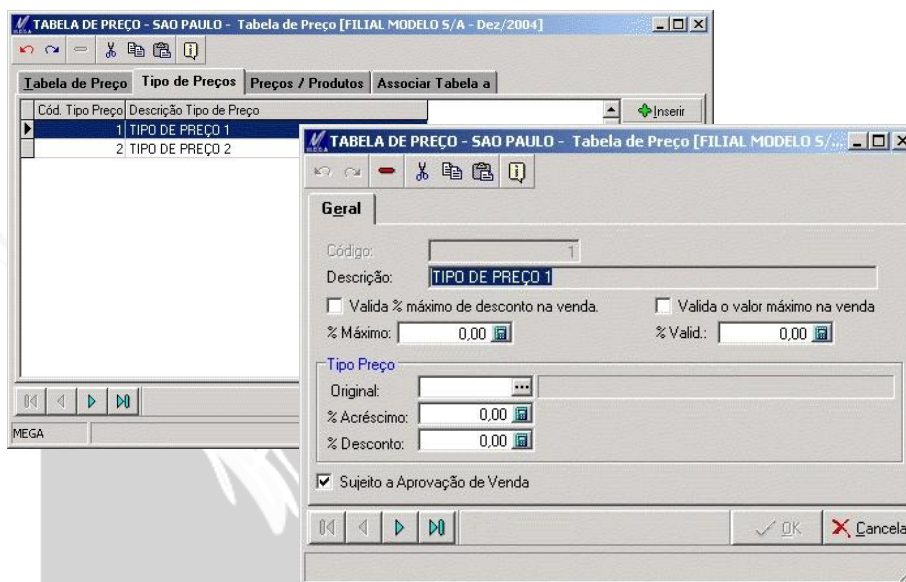 TABELA DE PREÇO - SAO PAULO - Tabela de Preço [FILIAL MODELO S/A - Dez/2004]
Tabela de Preço Tipo de Preços Preços / Produtos Associar Tabela a
Cód. Tipo Preço Descrição Tipo de Preço
Inserir
1 TIPO DE PREÇO 1
2 TIPO DE PREÇO 2
MEGA
TABELA DE PREÇO - SAO PAULO - Tabela de Preço [FILIAL MODELO S/...
Geral
Código: 1
Descrição: TIPO DE PREÇO 1
Valida % máximo de desconto na venda. Valida o valor máximo na venda
% Máximo: 0,00 % Valid.: 0,00
Tipo Preço
Original: ...
% Acréscimo: 0,00
% Desconto: 0,00
Sujeito a Aprovação de Venda
OK Cancela